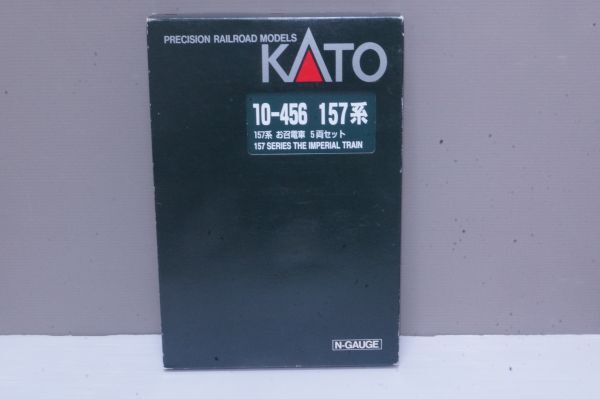 PRECISION RAILROAD MODELS
KATO
10-456 157系
157系 お召電車 5両セット
157 SERIES THE IMPERIAL TRAIN
N-GAUGE